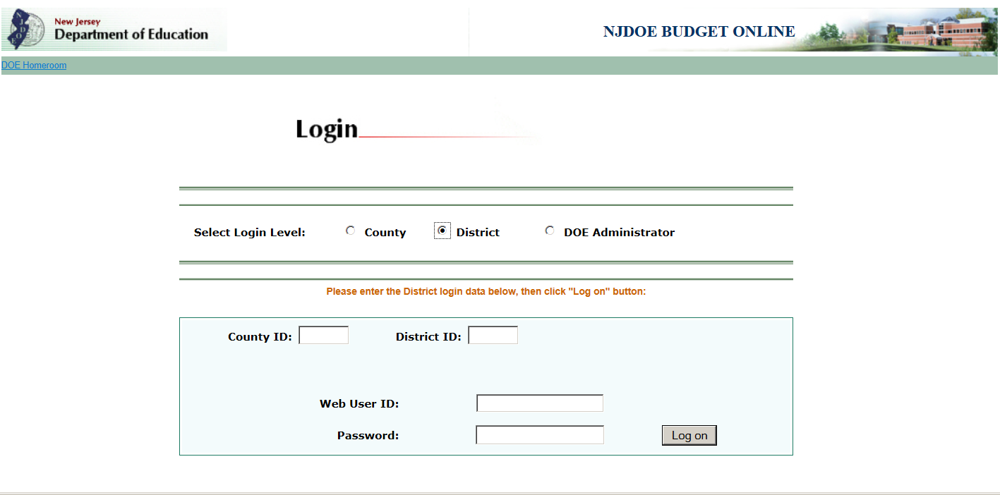 NJDOE
New Jersey
Department of Education
NJDOE BUDGET ONLINE
DOE Homeroom
Login
Select Login Level: County District DOE Administrator
Please enter the District login data below, then click "Log on" button:
County ID: District ID:
Web User ID:
Password: Log on